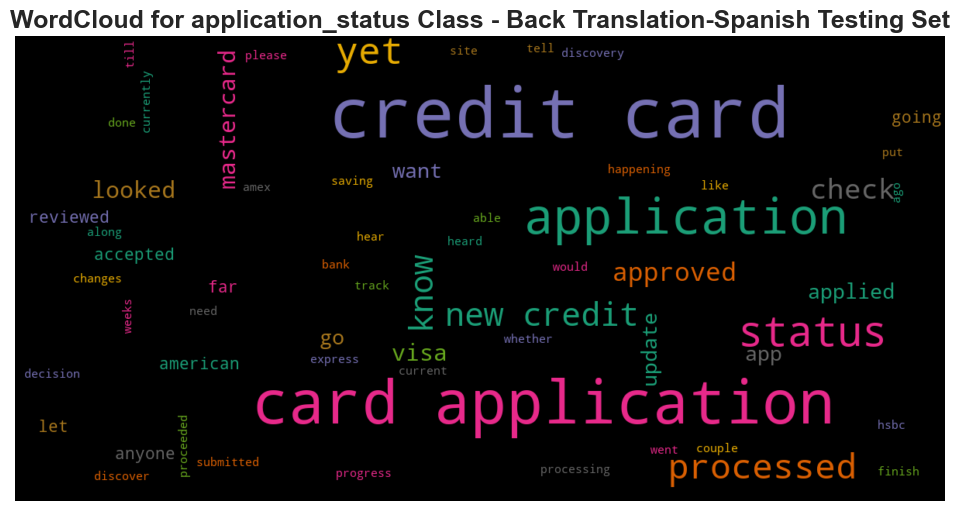 WordCloud for application_status Class - Back Translation-Spanish Testing Set
till
please
yet
site
tell
discovery
currently
mastercard
credit card
done
going
happening
put
want
saving
like
looked
amex
check
ago
reviewed
able
application
along
hear
heard
accepted
know
bank
would
approved
changes
track
far
applied
weeks
need
new credit
update
status
go
whether
visa
app
american
express
current
decision
card application
let
proceeded
anyone
hsbc
went
couple
submitted
processed
discover
progress
processing
finish